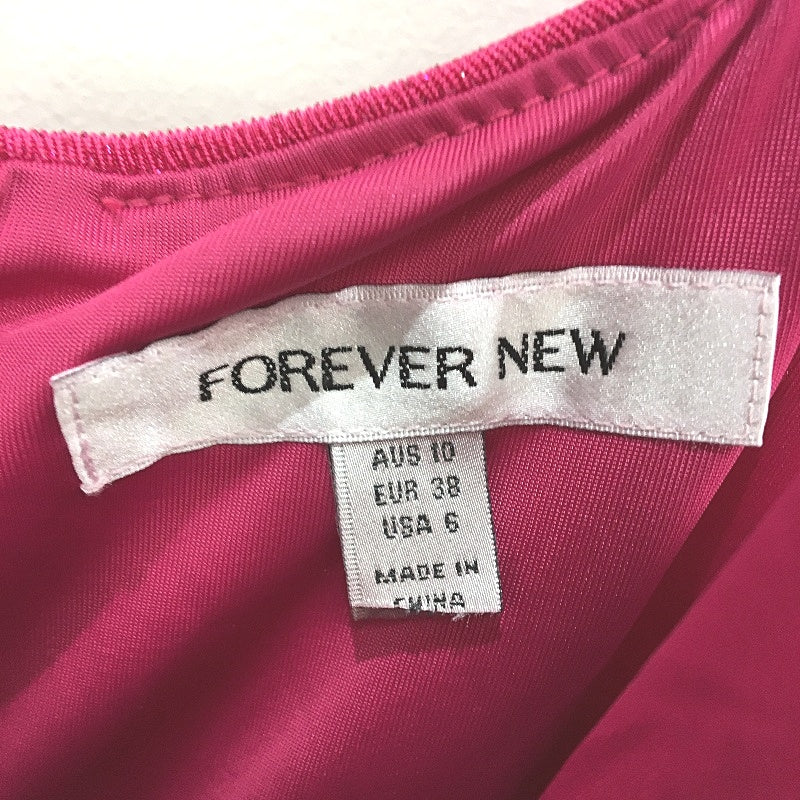 FOREVER NEW
AUS 10
EUR 38
USA 6
MADE IN
CHINA